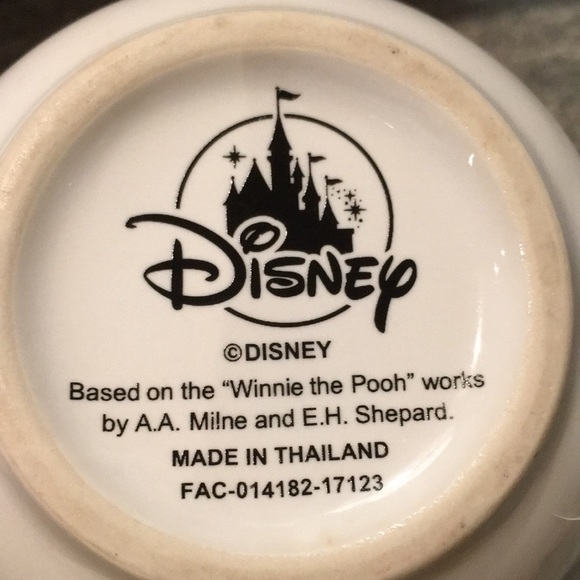 Disney
©DISNEY
Based on the “Winnie the Pooh” works
by A.A. Milne and E.H. Shepard.
MADE IN THAILAND
FAC-014182-17123